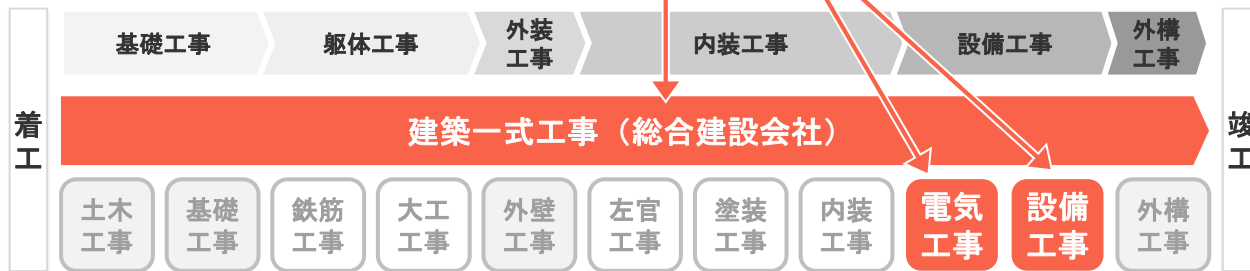 着
工
基礎工事
躯体工事
外装
工事
内装工事
設備工事
外構
工事
建築一式工事（総合建設会社）
土木
工事
基礎
工事
鉄筋
工事
大工
工事
外壁
工事
左官
工事
塗装
工事
内装
工事
電気
工事
設備
工事
外構
工事
竣
工